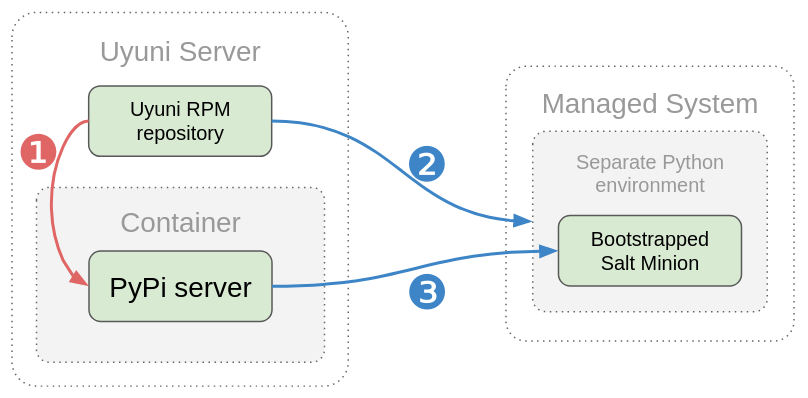 Uyuni Server
Uyuni RPM
repository
1
Container
PyPi server
2
3
Managed System
Separate Python
environment
Bootstrapped
Salt Minion